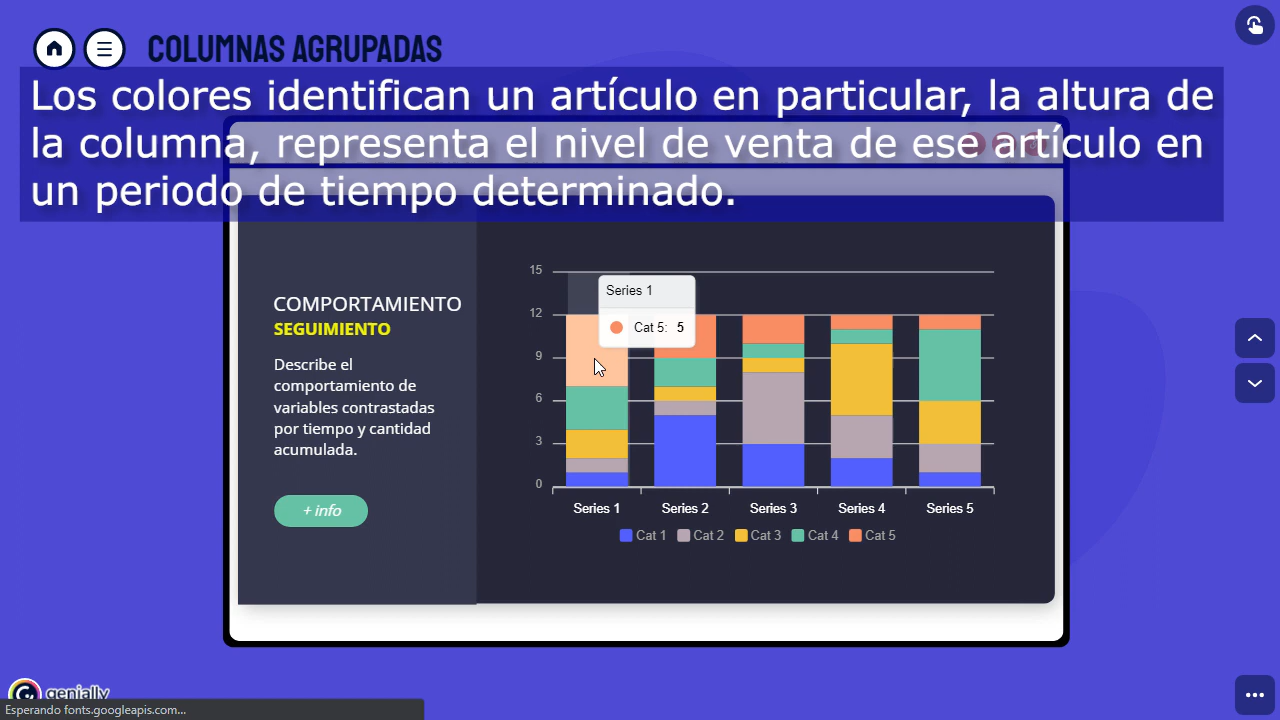 COLUMNAS AGRUPADAS
Los colores identifican un artículo en particular, la altura de
la columna, representa el nivel de venta de ese artículo en
un periodo de tiempo determinado.
COMPORTAMIENTO
SEGUIMIENTO
Describe el
comportamiento de
variables contrastadas
por tiempo y cantidad
acumulada.
+ info
15
12
9
6
3
0
Series 1
Cat 5: 5
Series 1 Series 2 Series 3 Series 4 Series 5
Cat 1 Cat 2 Cat 3 Cat 4 Cat 5
genially
Esperando fonts.googleapis.com...